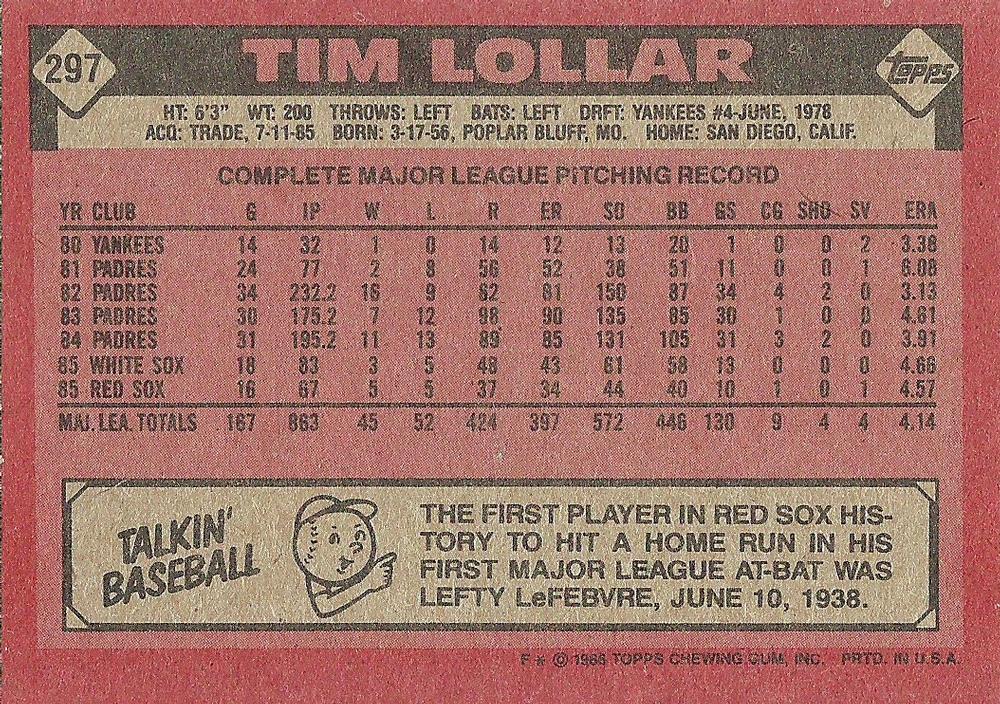 297
TIM LOLLAR
TOPPS
HT: 6'3" WT: 200 THROWS: LEFT BATS: LEFT DRFT: YANKEES #4-JUNE, 1978
ACQ: TRADE, 7-11-85 BORN: 3-17-56, POPLAR BLUFF, MO. HOME: SAN DIEGO, CALIF.
COMPLETE MAJOR LEAGUE PITCHING RECORD
YR CLUB G IP W L R ER SO BB GS CG SHO SV ERA
80 YANKEES 14 32 1 0 14 12 13 20 1 0 0 2 3.38
81 PADRES 24 77 2 8 56 52 38 51 11 0 0 1 6.08
82 PADRES 34 232.2 16 9 82 81 150 87 34 4 2 0 3.13
83 PADRES 30 175.2 7 12 98 90 135 85 30 1 0 0 4.61
84 PADRES 31 195.2 11 13 89 85 131 105 31 3 2 0 3.91
85 WHITE SOX 18 83 3 5 48 43 61 58 13 0 0 0 4.66
85 RED SOX 16 67 5 5 37 34 44 40 10 1 0 1 4.57
MAJ. LEA. TOTALS 167 863 45 52 424 397 572 446 130 9 4 4 4.14
TALKIN'
BASEBALL
THE FIRST PLAYER IN RED SOX HIS-
TORY TO HIT A HOME RUN IN HIS
FIRST MAJOR LEAGUE AT-BAT WAS
LEFTY LeFEBVRE, JUNE 10, 1938.
F * © 1986 TOPPS CHEWING GUM, INC. PRTD. IN U.S.A.